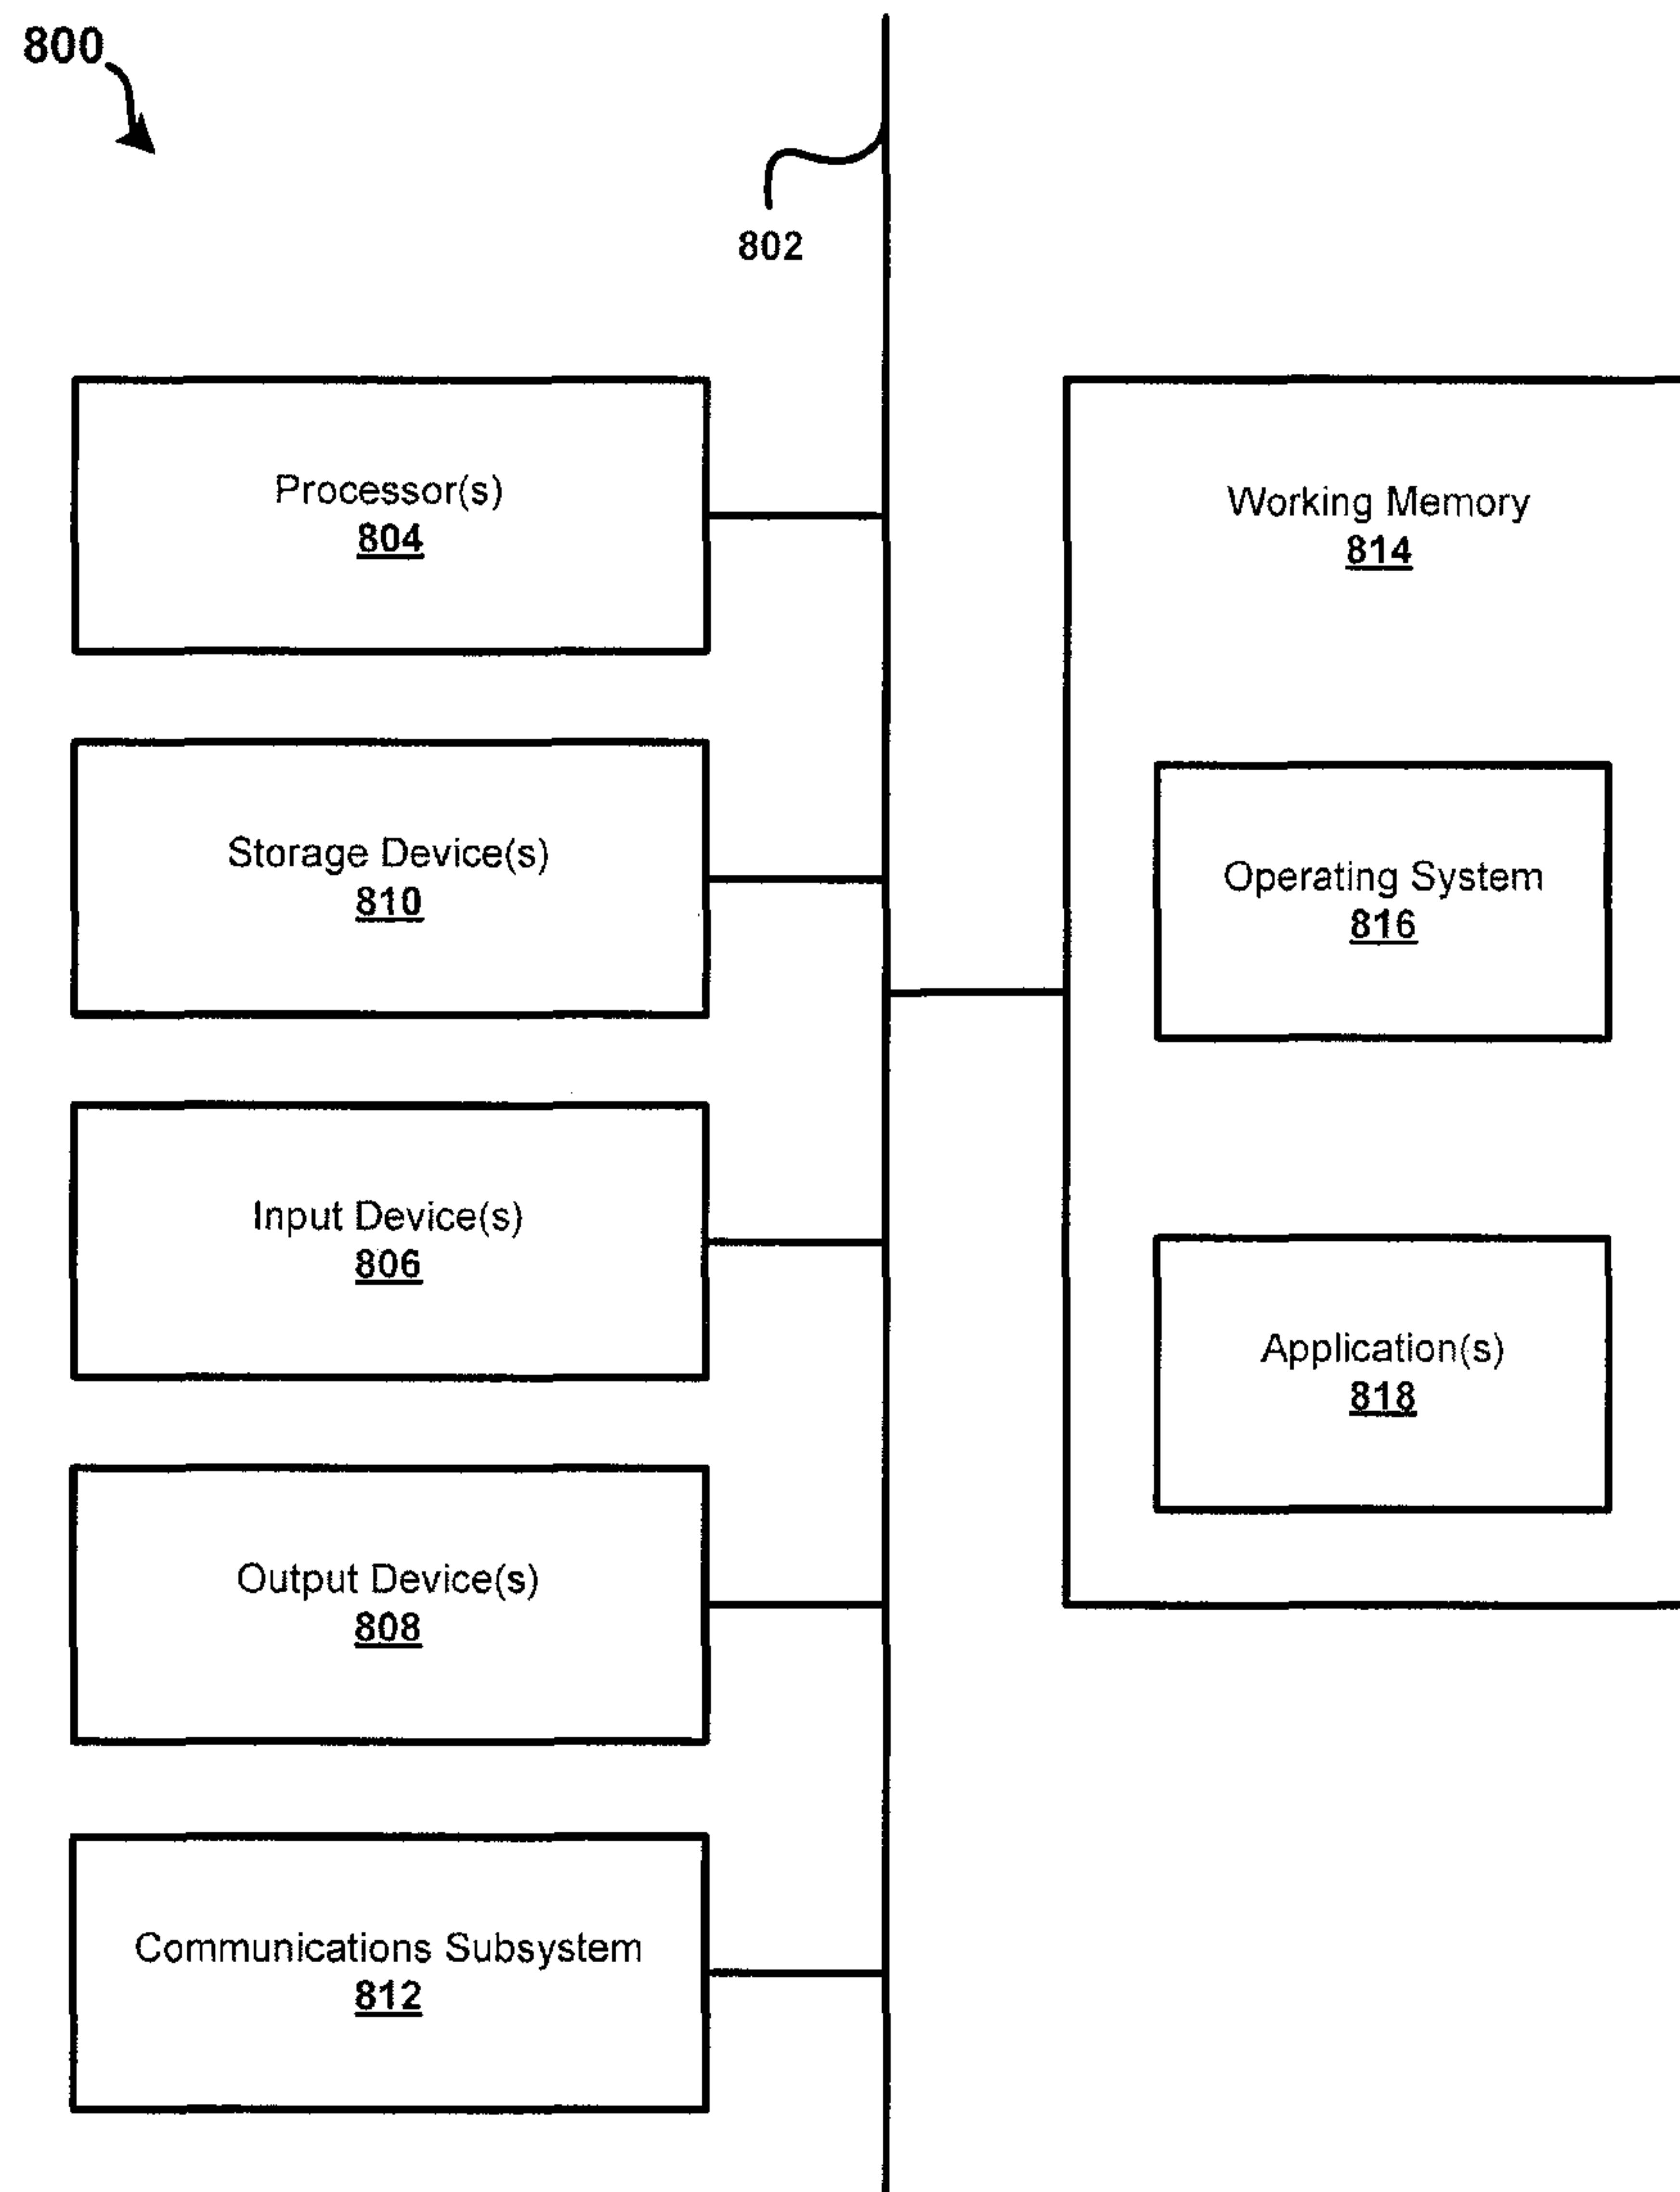 800
802
Processor(s)
804
Storage Device(s)
810
Input Device(s)
806
Output Device(s)
808
Communications Subsystem
812
Working Memory
814
Operating System
816
Application(s)
818